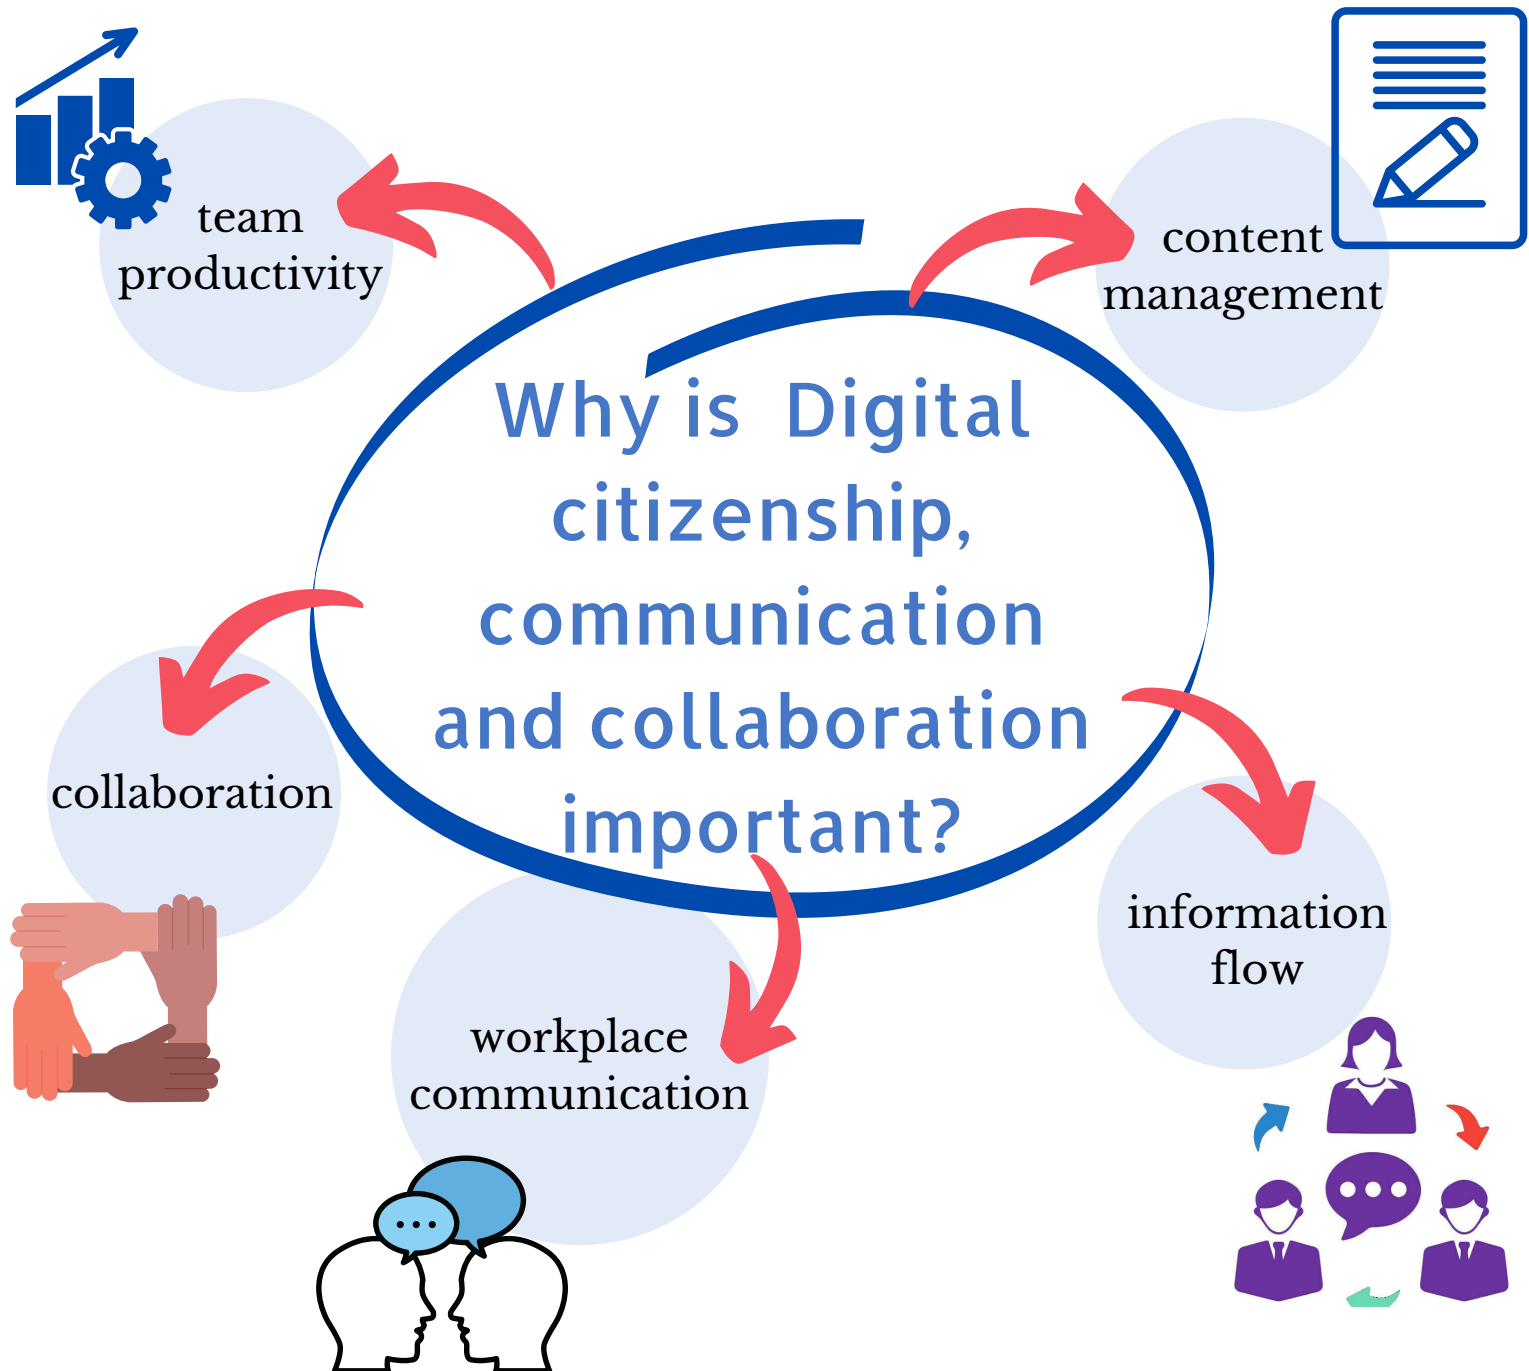 team
productivity
content
management
Why is Digital
citizenship,
communication
and collaboration
important?
collaboration
information
flow
workplace
communication